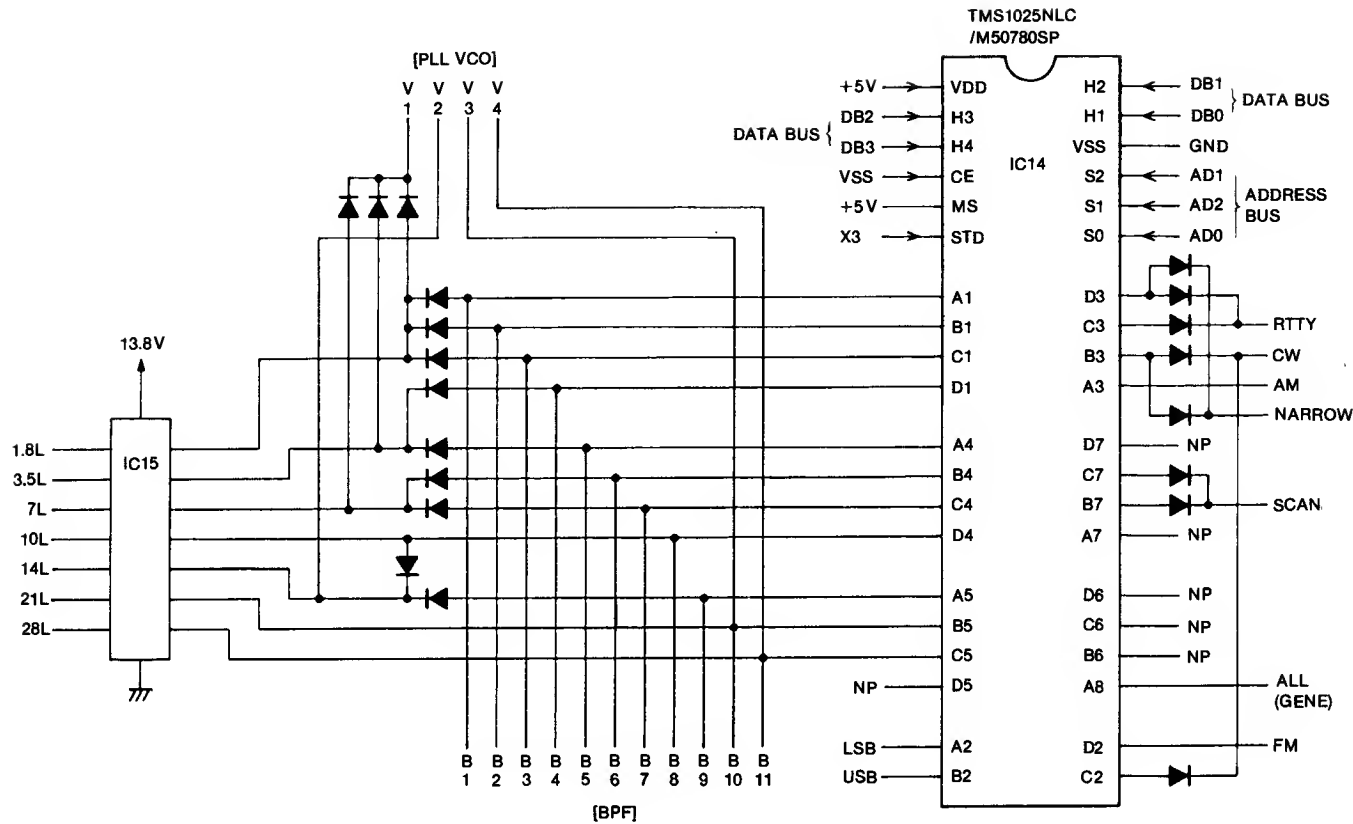 TMS1025NLC
/M50780SP
[PLL VCO]
V V V V
1 2 3 4
+5V VDD
DB2 H3
DATA BUS {
DB3 H4
VSS CE
+5V MS
X3 STD
IC14
H2 DB1
} DATA BUS
H1 DB0
VSS GND
S2 AD1
S1 AD2
} ADDRESS
BUS
S0 AD0
A1
B1
C1
D1
A4
B4
C4
D4
A5
B5
C5
NP D5
LSB A2
USB B2
D3
C3 RTTY
B3 CW
A3 AM
NARROW
D7 NP
C7
B7 SCAN
A7 NP
D6 NP
C6 NP
B6 NP
A8 ALL
(GENE)
D2 FM
C2
13.8V
IC15
1.8L
3.5L
7L
10L
14L
21L
28L
B B B B B B B B B B B
1 2 3 4 5 6 7 8 9 10 11
[BPF]